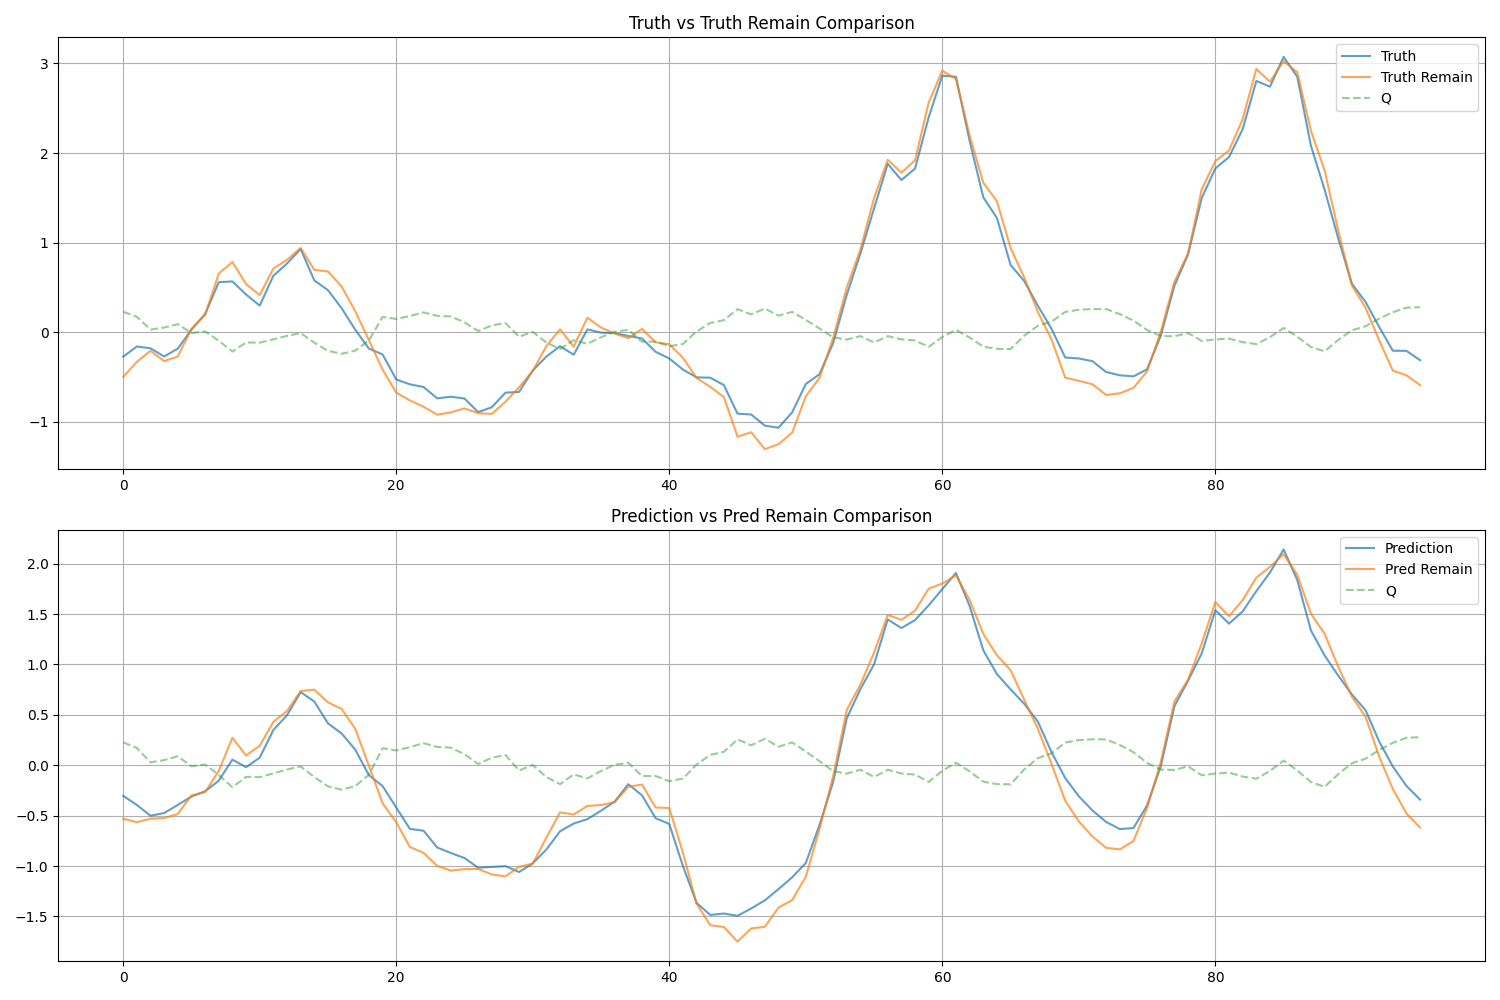 Truth vs Truth Remain Comparison
Truth
Truth Remain
Q
3
2
1
0
−1
0 20 40 60 80
Prediction vs Pred Remain Comparison
Prediction
Pred Remain
Q
2.0
1.5
1.0
0.5
0.0
−0.5
−1.0
−1.5
0 20 40 60 80